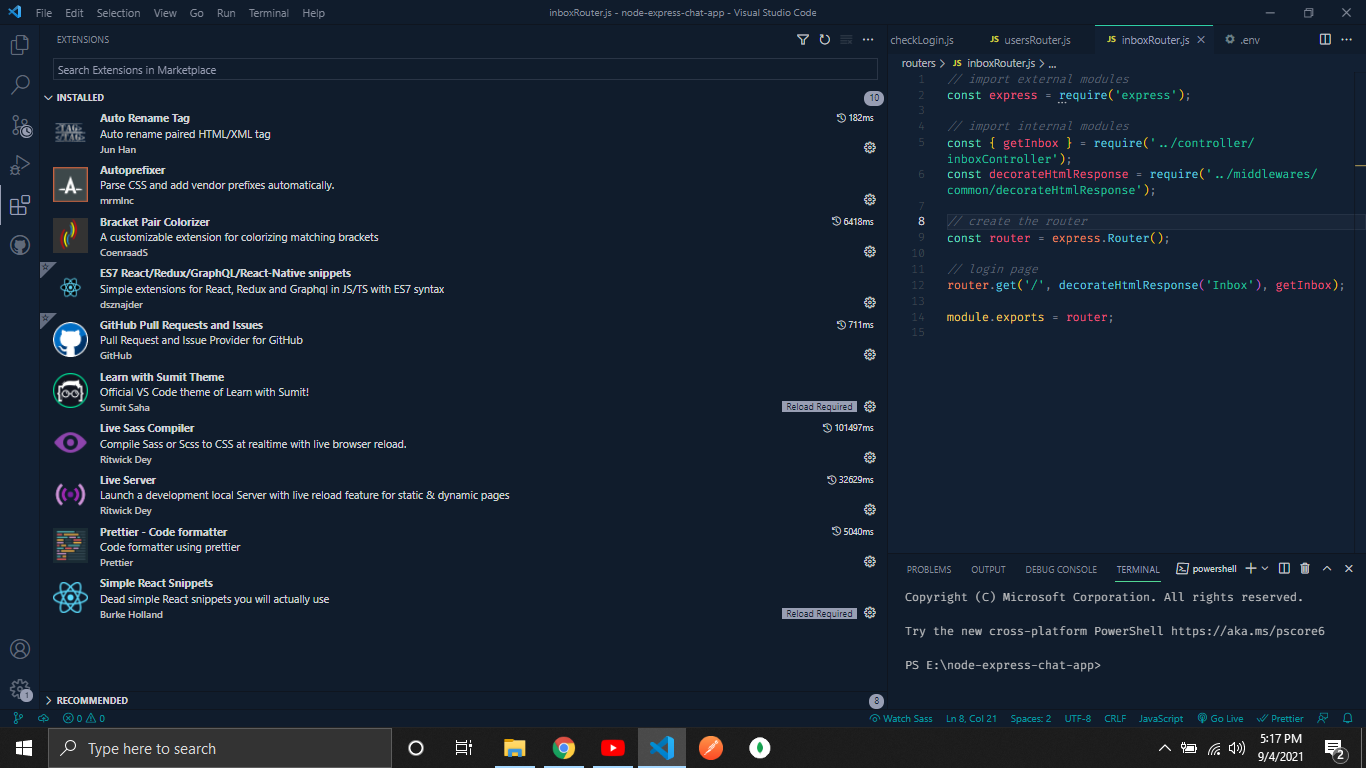 File Edit Selection View Go Run Terminal Help
inboxRouter.js - node-express-chat-app - Visual Studio Code
EXTENSIONS
Search Extensions in Marketplace
INSTALLED 10
Auto Rename Tag 182ms
Auto rename paired HTML/XML tag
Jun Han
Autoprefixer
Parse CSS and add vendor prefixes automatically.
mrmlnc
Bracket Pair Colorizer 6418ms
A customizable extension for colorizing matching brackets
CoenraadS
ES7 React/Redux/GraphQL/React-Native snippets
Simple extensions for React, Redux and Graphql in JS/TS with ES7 syntax
dsznajder
GitHub Pull Requests and Issues 711ms
Pull Request and Issue Provider for GitHub
GitHub
Learn with Sumit Theme
Official VS Code theme of Learn with Sumit!
Sumit Saha Reload Required
Live Sass Compiler 101497ms
Compile Sass or Scss to CSS at realtime with live browser reload.
Ritwick Dey
Live Server 32629ms
Launch a development local Server with live reload feature for static & dynamic pages
Ritwick Dey
Prettier - Code formatter 5040ms
Code formatter using prettier
Prettier
Simple React Snippets
Dead simple React snippets you will actually use
Burke Holland Reload Required
RECOMMENDED 8
1
checkLogin.js JS usersRouter.js JS inboxRouter.js .env
routers > JS inboxRouter.js > ...
1 // import external modules
2 const express = require('express');
3
4 // import internal modules
5 const { getInbox } = require('../controller/
inboxController');
6 const decorateHtmlResponse = require('../middlewares/
common/decorateHtmlResponse');
7
8 // create the router
9 const router = express.Router();
10
11 // login page
12 router.get('/', decorateHtmlResponse('Inbox'), getInbox);
13
14 module.exports = router;
15
PROBLEMS OUTPUT DEBUG CONSOLE TERMINAL powershell
Copyright (C) Microsoft Corporation. All rights reserved.
Try the new cross-platform PowerShell https://aka.ms/pscore6
PS E:\node-express-chat-app>
0 0 Watch Sass Ln 8, Col 21 Spaces: 2 UTF-8 CRLF JavaScript Go Live Prettier
Type here to search
5:17 PM
9/4/2021
2